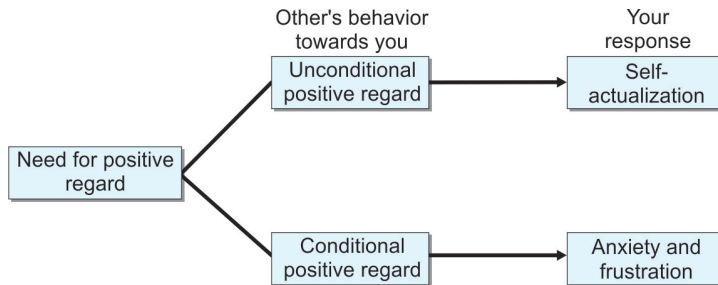 Other's behavior
towards you
Your
response
Unconditional
positive regard
Self-
actualization
Need for positive
regard
Conditional
positive regard
Anxiety and
frustration